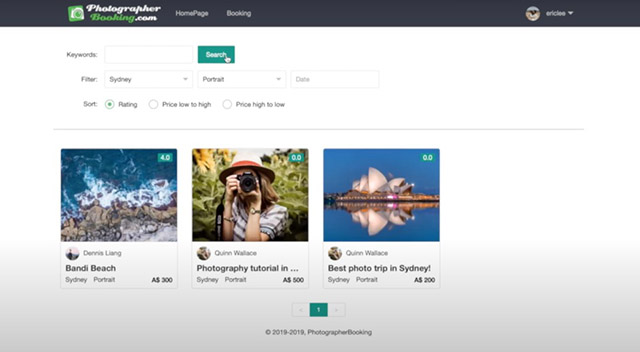 Photographer
Booking.com
HomePage
Booking
ericlee
Keywords:
Search
Filter:
Sydney
Portrait
Date
Sort:
Rating
Price low to high
Price high to low
4.0
0.0
0.0
Dennis Liang
Bandi Beach
Sydney Portrait A$ 300
Quinn Wallace
Photography tutorial in ...
Sydney Portrait A$ 500
Quinn Wallace
Best photo trip in Sydney!
Sydney Portrait A$ 200
< 1 >
© 2019-2019, PhotographerBooking